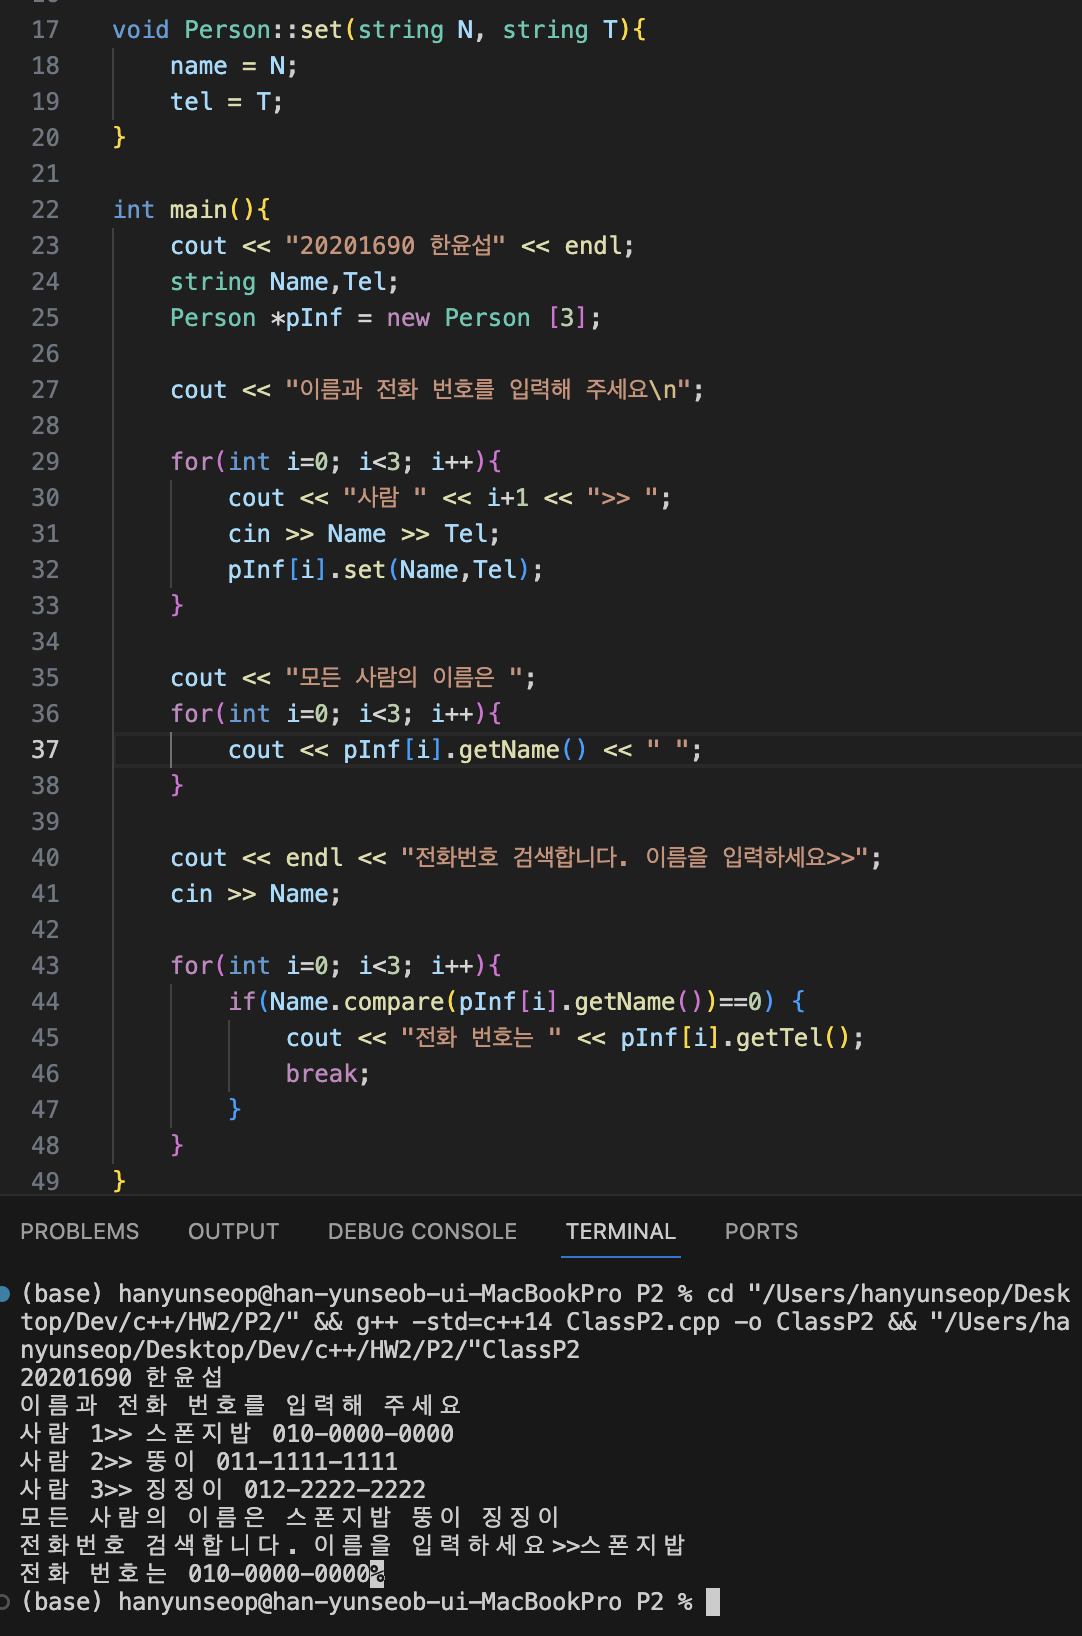 17 void Person::set(string N, string T){
18     name = N;
19     tel = T;
20 }
21
22 int main(){
23     cout << "20201690 한윤섭" << endl;
24     string Name,Tel;
25     Person *pInf = new Person [3];
26
27     cout << "이름과 전화 번호를 입력해 주세요\n";
28
29     for(int i=0; i<3; i++){
30         cout << "사람 " << i+1 << ">> ";
31         cin >> Name >> Tel;
32         pInf[i].set(Name,Tel);
33     }
34
35     cout << "모든 사람의 이름은 ";
36     for(int i=0; i<3; i++){
37         cout << pInf[i].getName() << " ";
38     }
39
40     cout << endl << "전화번호 검색합니다. 이름을 입력하세요>>";
41     cin >> Name;
42
43     for(int i=0; i<3; i++){
44         if(Name.compare(pInf[i].getName())==0) {
45             cout << "전화 번호는 " << pInf[i].getTel();
46             break;
47         }
48     }
49 }
PROBLEMS OUTPUT DEBUG CONSOLE TERMINAL PORTS
(base) hanyunseop@han-yunseob-ui-MacBookPro P2 % cd "/Users/hanyunseop/Desk
top/Dev/c++/HW2/P2/" && g++ -std=c++14 ClassP2.cpp -o ClassP2 && "/Users/ha
nyunseop/Desktop/Dev/c++/HW2/P2/"ClassP2
20201690 한윤섭
이름과 전화 번호를 입력해 주세요
사람 1>> 스폰지밥 010-0000-0000
사람 2>> 뚱이 011-1111-1111
사람 3>> 징징이 012-2222-2222
모든 사람의 이름은 스폰지밥 뚱이 징징이
전화번호 검색합니다. 이름을 입력하세요>>스폰지밥
전화 번호는 010-0000-0000%
(base) hanyunseop@han-yunseob-ui-MacBookPro P2 %